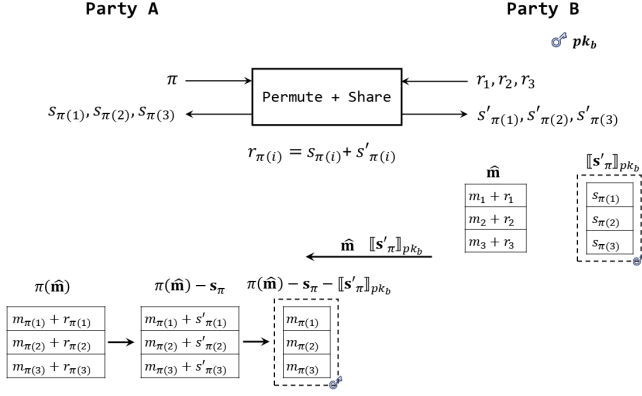 Party A
Party B
pk_b
π
Permute + Share
r_1, r_2, r_3
s_π(1), s_π(2), s_π(3)
s′_π(1), s′_π(2), s′_π(3)
r_π(i) = s_π(i) + s′_π(i)
m̂
⟦s′_π⟧_pk_b
m_1 + r_1
m_2 + r_2
m_3 + r_3
s_π(1)
s_π(2)
s_π(3)
m̂ ⟦s′_π⟧_pk_b
π(m̂)
π(m̂) − s_π
π(m̂) − s_π − ⟦s′_π⟧_pk_b
m_π(1) + r_π(1)
m_π(2) + r_π(2)
m_π(3) + r_π(3)
m_π(1) + s′_π(1)
m_π(2) + s′_π(2)
m_π(3) + s′_π(3)
m_π(1)
m_π(2)
m_π(3)